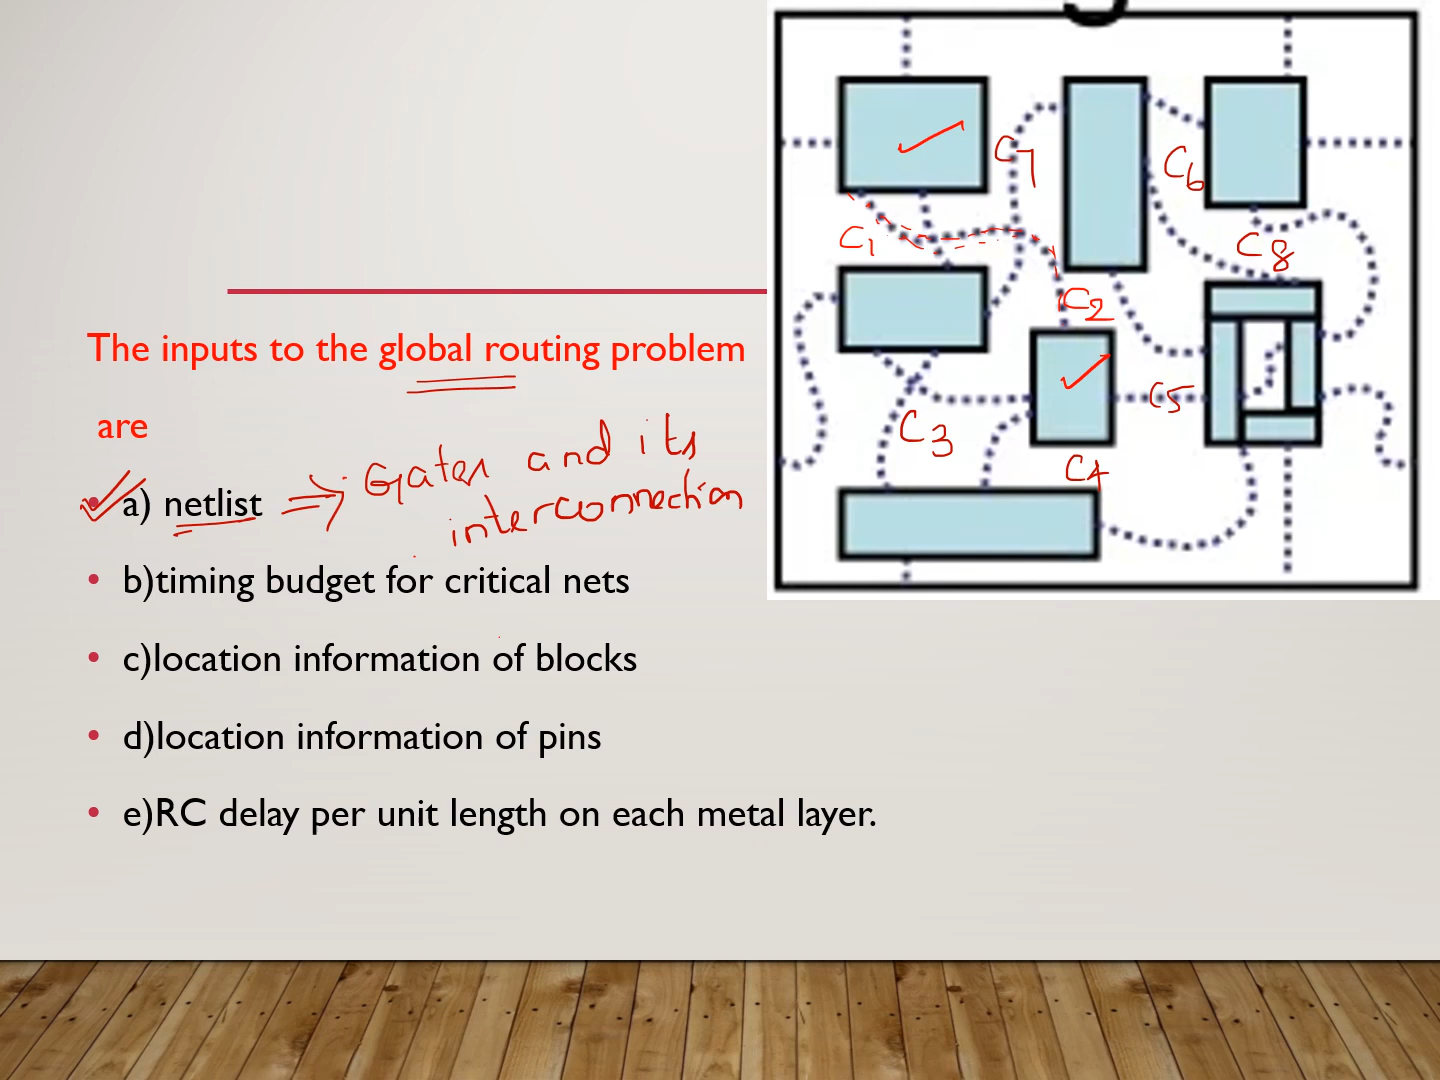 The inputs to the global routing problem
are
a) netlist ⇒ Gates and its
interconnection
b)timing budget for critical nets
c)location information of blocks
d)location information of pins
e)RC delay per unit length on each metal layer.
C7
C6
C1
C8
C2
C5
C3
C4